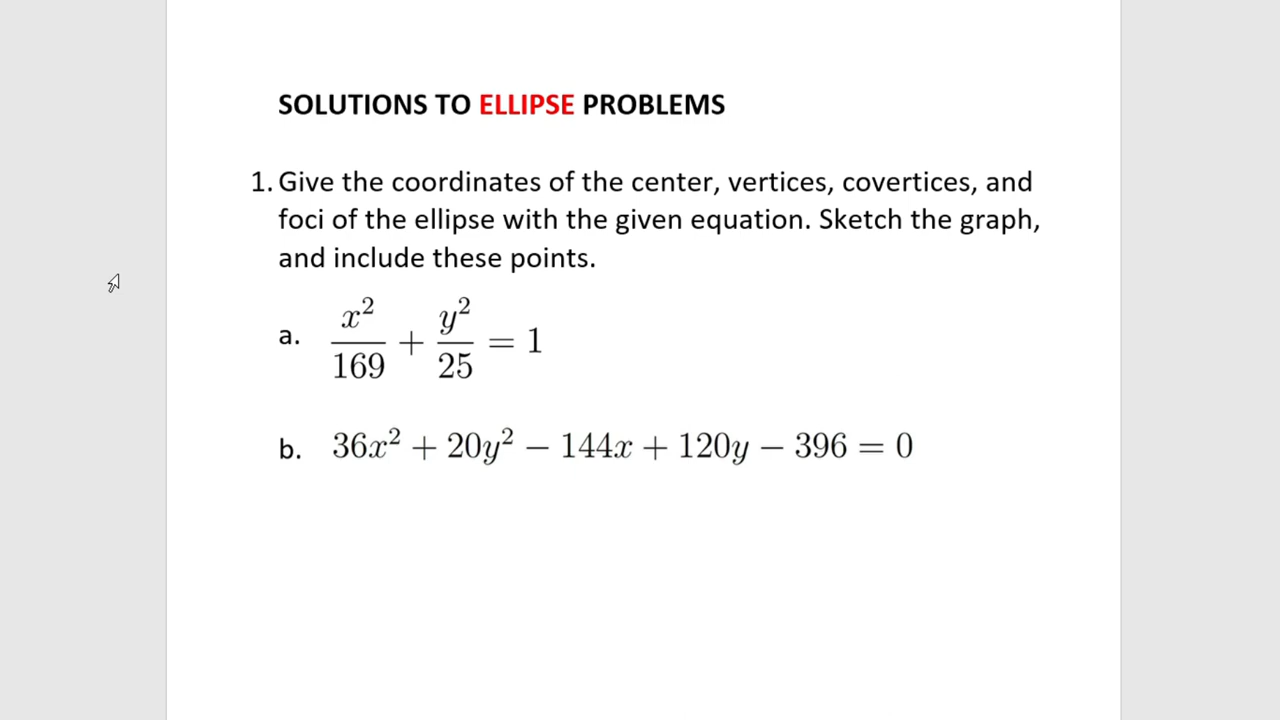 SOLUTIONS TO ELLIPSE PROBLEMS
1. Give the coordinates of the center, vertices, covertices, and
foci of the ellipse with the given equation. Sketch the graph,
and include these points.
a. x²/169 + y²/25 = 1
b. 36x² + 20y² − 144x + 120y − 396 = 0